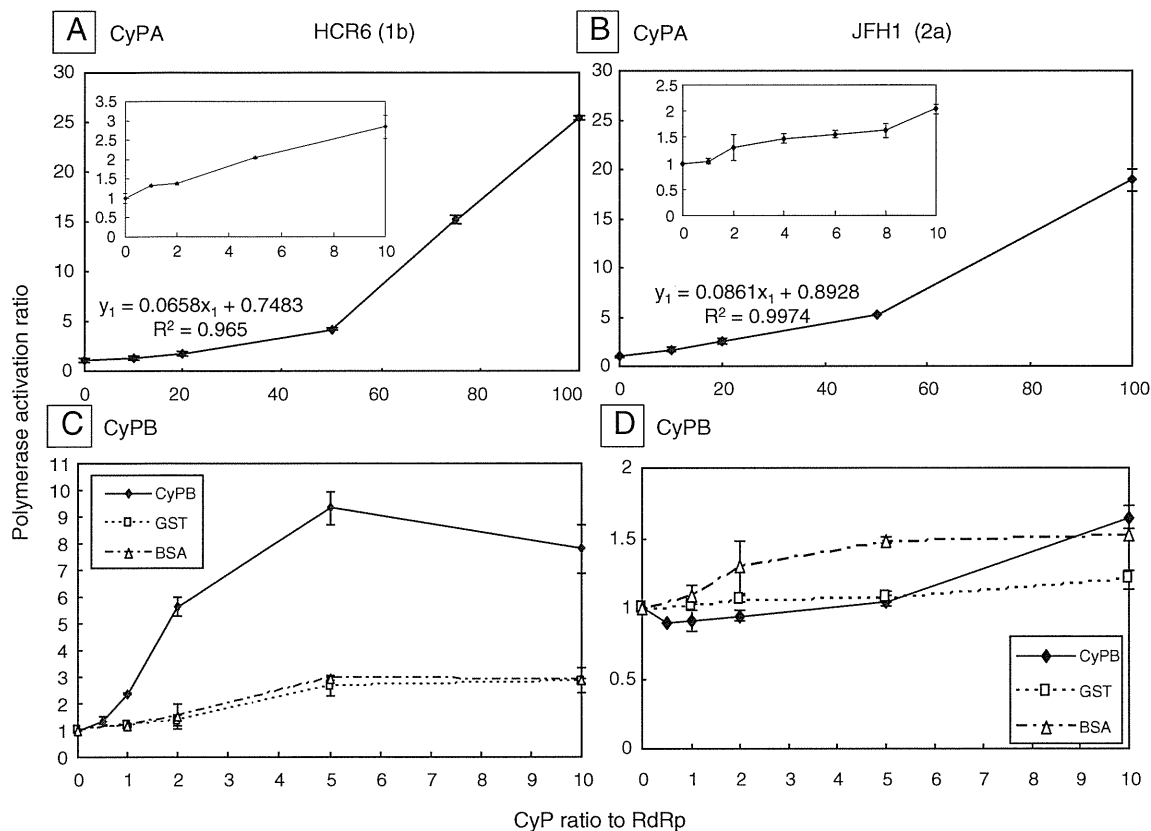 A CyPA HCR6 (1b)
B CyPA JFH1 (2a)
30
25
20
15
10
5
0
0 20 40 60 80 100
3.5
3
2.5
2
1.5
1
0.5
0
0 2 4 6 8 10
y1 = 0.0658x1 + 0.7483
R² = 0.965
30
25
20
15
10
5
0
0 20 40 60 80 100
2.5
2
1.5
1
0.5
0
0 2 4 6 8 10
y1 = 0.0861x1 + 0.8928
R² = 0.9974
Polymerase activation ratio
C CyPB
11
10
9
8
7
6
5
4
3
2
1
0
0 1 2 3 4 5 6 7 8 9 10
CyPB
GST
BSA
D CyPB
2
1.5
1
0.5
0
0 1 2 3 4 5 6 7 8 9 10
CyPB
GST
BSA
CyP ratio to RdRp